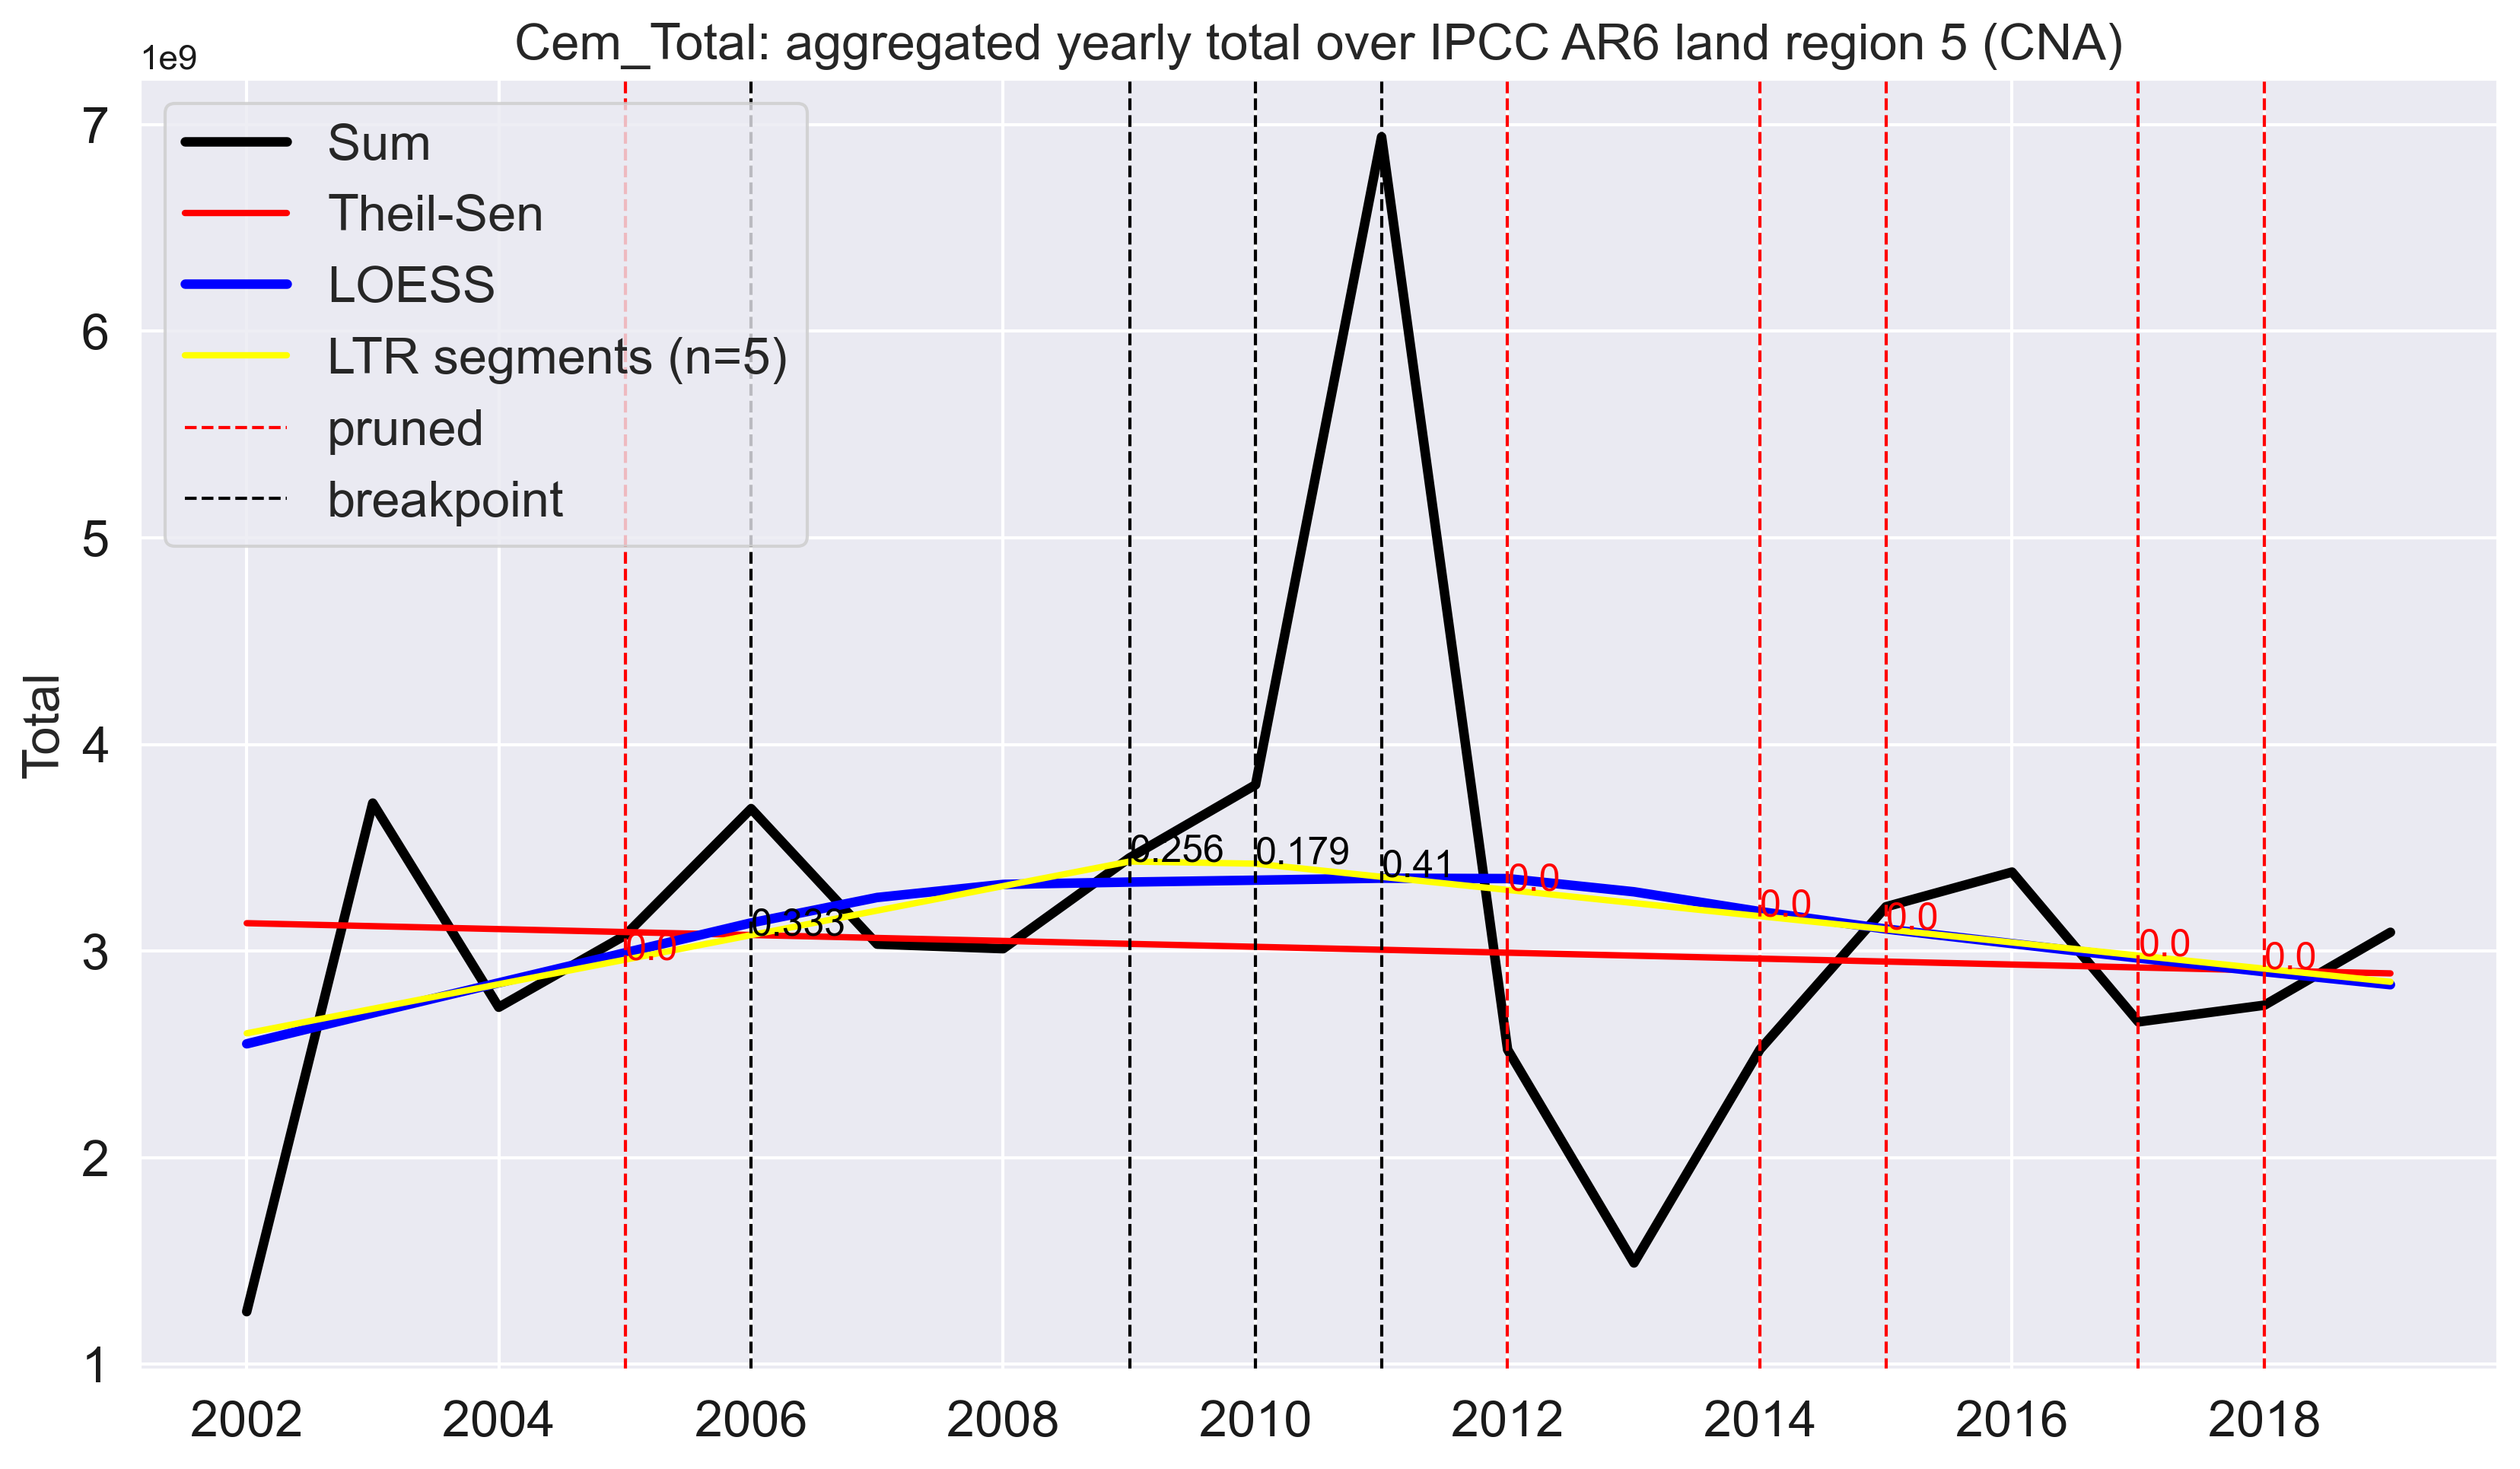 Cem_Total: aggregated yearly total over IPCC AR6 land region 5 (CNA)
1e9
7
6
5
4
3
2
1
Total
Sum
Theil-Sen
LOESS
LTR segments (n=5)
pruned
breakpoint
0.0
0.333
0.256
0.179
0.41
0.0
0.0
0.0
0.0
0.0
2002
2004
2006
2008
2010
2012
2014
2016
2018